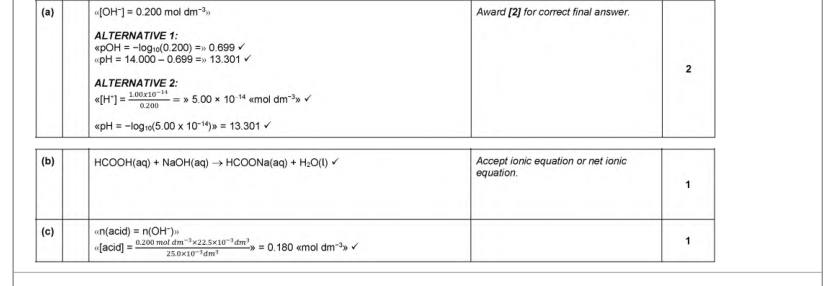 (a) «[OH⁻] = 0.200 mol dm⁻³» Award [2] for correct final answer.
ALTERNATIVE 1:
«pOH = –log₁₀(0.200) =» 0.699 ✓
«pH = 14.000 – 0.699 =» 13.301 ✓
2
ALTERNATIVE 2:
«[H⁺] = 1.00x10⁻¹⁴ / 0.200 = » 5.00 × 10⁻¹⁴ «mol dm⁻³» ✓
«pH = –log₁₀(5.00 x 10⁻¹⁴)» = 13.301 ✓
(b) HCOOH(aq) + NaOH(aq) → HCOONa(aq) + H₂O(l) ✓ Accept ionic equation or net ionic
equation.
1
(c) «n(acid) = n(OH⁻)»
«[acid] = 0.200 mol dm⁻³×22.5×10⁻³dm³ / 25.0×10⁻³dm³ » = 0.180 «mol dm⁻³» ✓
1